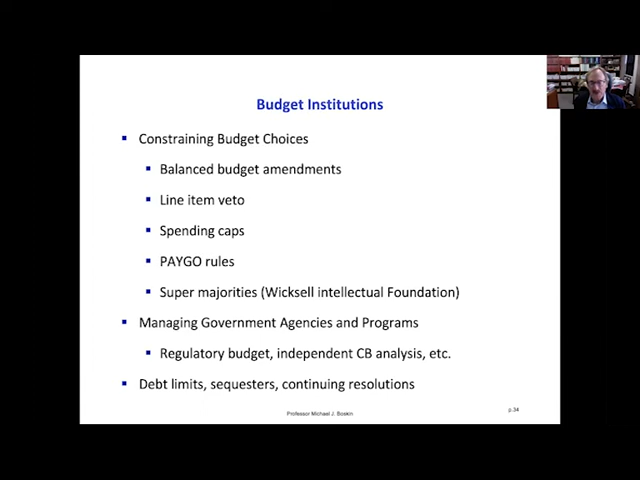 Budget Institutions
Constraining Budget Choices
Balanced budget amendments
Line item veto
Spending caps
PAYGO rules
Super majorities (Wicksell intellectual Foundation)
Managing Government Agencies and Programs
Regulatory budget, independent CB analysis, etc.
Debt limits, sequesters, continuing resolutions
Professor Michael J. Boskin
p.34